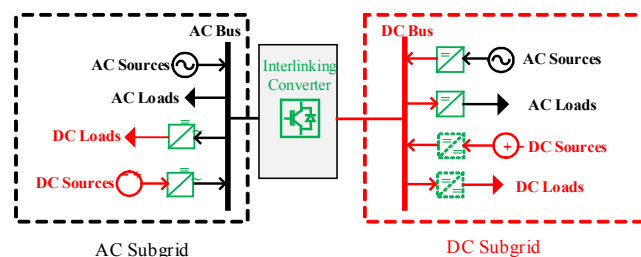 AC Bus
DC Bus
AC Sources
Interlinking
Converter
AC Sources
AC Loads
AC Loads
DC Loads
DC Sources
DC Sources
DC Loads
AC Subgrid
DC Subgrid